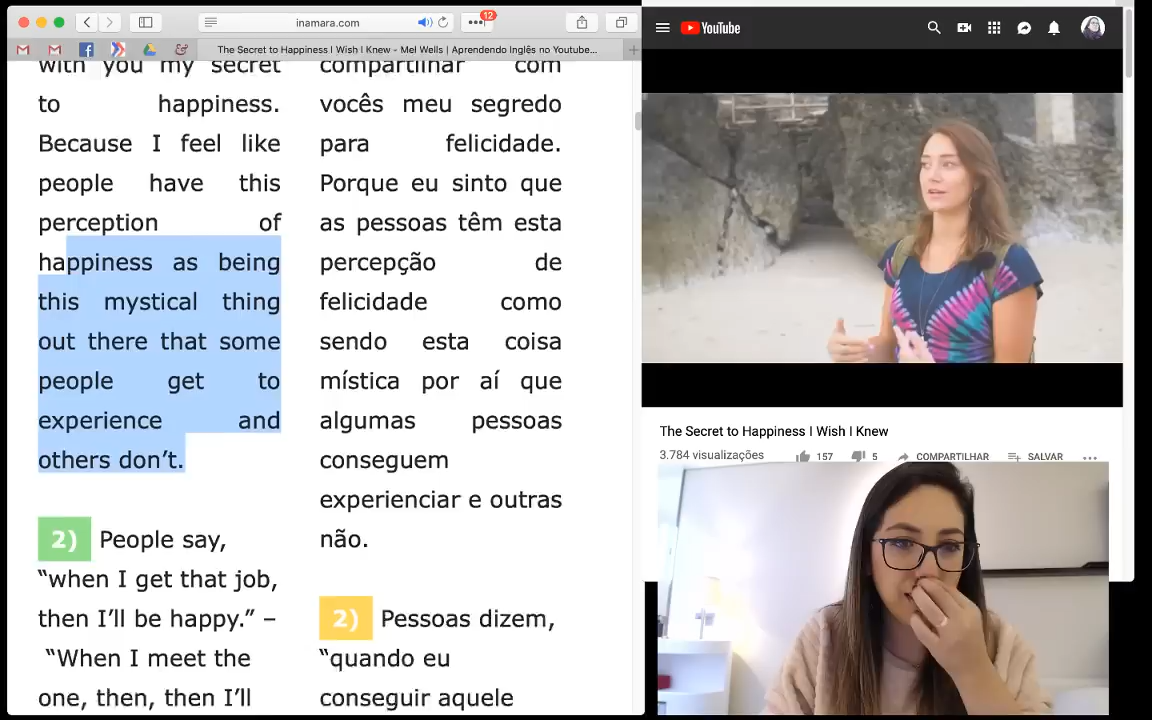 inamara.com
12
The Secret to Happiness I Wish I Knew - Mel Wells | Aprendendo Inglês no Youtube...
with you my secret
to happiness.
Because I feel like
people have this
perception of
happiness as being
this mystical thing
out there that some
people get to
experience and
others don't.
2) People say,
"when I get that job,
then I'll be happy." –
"When I meet the
one, then, then I'll
compartilhar com
vocês meu segredo
para felicidade.
Porque eu sinto que
as pessoas têm esta
percepção de
felicidade como
sendo esta coisa
mística por aí que
algumas pessoas
conseguem
experienciar e outras
não.
2) Pessoas dizem,
"quando eu
conseguir aquele
YouTube
The Secret to Happiness I Wish I Knew
3.784 visualizações 157 5 COMPARTILHAR SALVAR